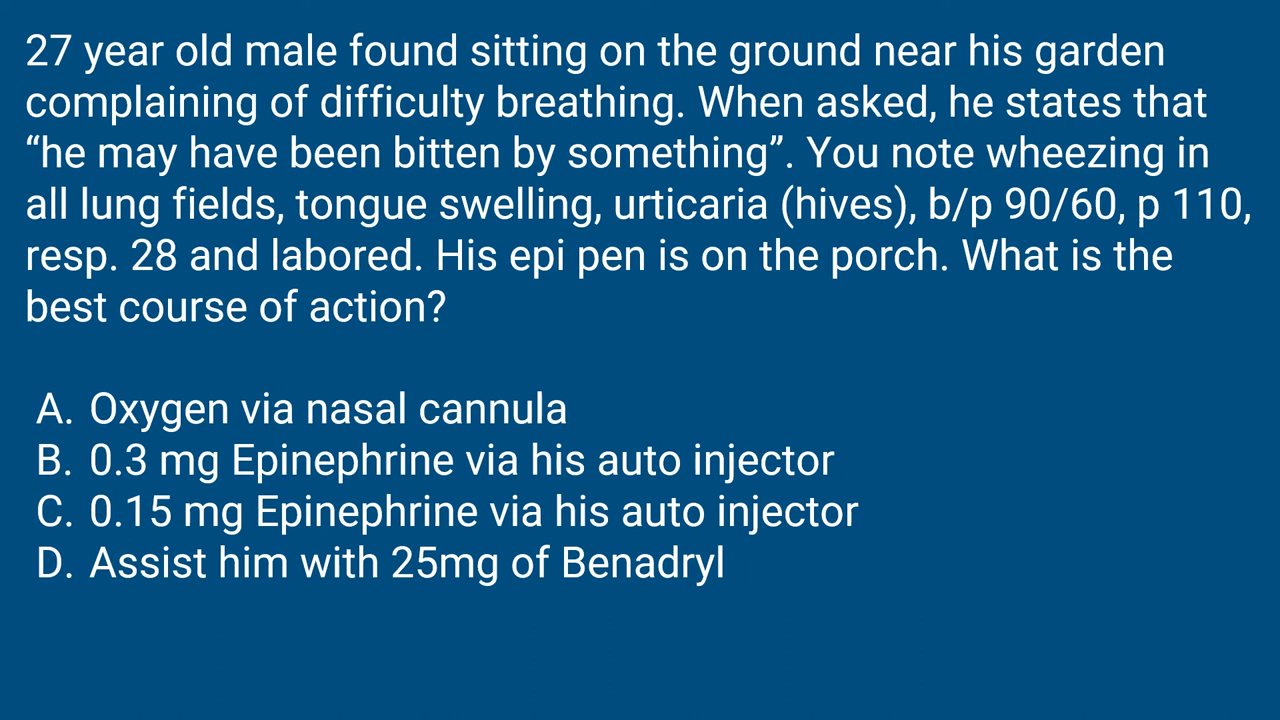 27 year old male found sitting on the ground near his garden
complaining of difficulty breathing. When asked, he states that
“he may have been bitten by something”. You note wheezing in
all lung fields, tongue swelling, urticaria (hives), b/p 90/60, p 110,
resp. 28 and labored. His epi pen is on the porch. What is the
best course of action?
A. Oxygen via nasal cannula
B. 0.3 mg Epinephrine via his auto injector
C. 0.15 mg Epinephrine via his auto injector
D. Assist him with 25mg of Benadryl